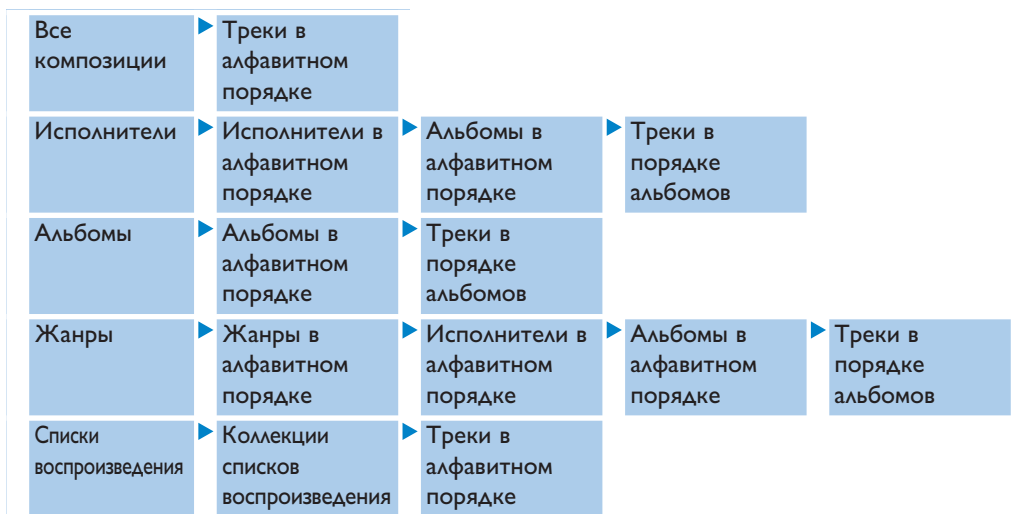 Все
композиции
Треки в
алфавитном
порядке
Исполнители
Исполнители в
алфавитном
порядке
Альбомы в
алфавитном
порядке
Треки в
порядке
альбомов
Альбомы
Альбомы в
алфавитном
порядке
Треки в
порядке
альбомов
Жанры
Жанры в
алфавитном
порядке
Исполнители в
алфавитном
порядке
Альбомы в
алфавитном
порядке
Треки в
порядке
альбомов
Списки
воспроизведения
Коллекции
списков
воспроизведения
Треки в
алфавитном
порядке